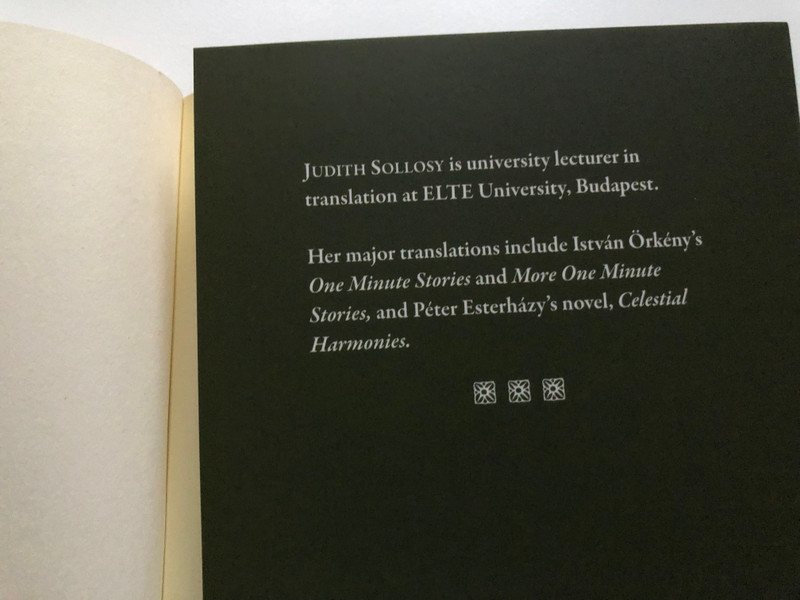 JUDITH SOLLOSY is university lecturer in
translation at ELTE University, Budapest.
Her major translations include István Örkény's
One Minute Stories and More One Minute
Stories, and Péter Esterházy's novel, Celestial
Harmonies.